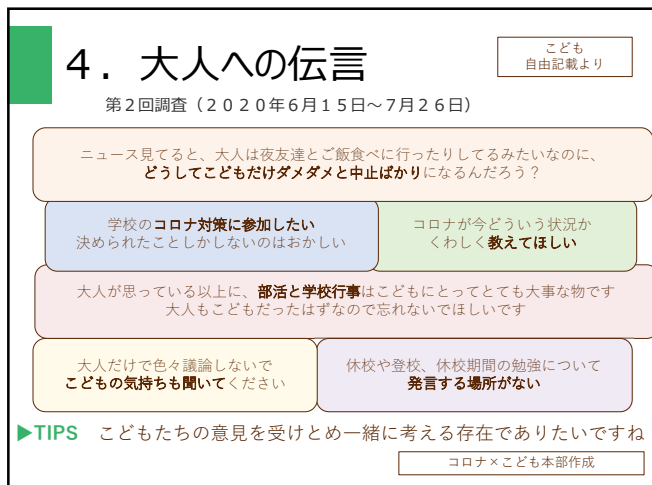 4．大人への伝言
こども
自由記載より
第2回調査（２０２０年６月１５日～７月２６日）
ニュース見てると、大人は夜友達とご飯食べに行ったりしてるみたいなのに、
どうしてこどもだけダメダメと中止ばかりになるんだろう？
学校のコロナ対策に参加したい
決められたことしかしないのはおかしい
コロナが今どういう状況か
くわしく教えてほしい
大人が思っている以上に、部活と学校行事はこどもにとってとても大事な物です
大人もこどもだったはずなので忘れないでほしいです
大人だけで色々議論しないで
こどもの気持ちも聞いてください
休校や登校、休校期間の勉強について
発言する場所がない
▶TIPS　こどもたちの意見を受けとめ一緒に考える存在でありたいですね
コロナ×こども本部作成